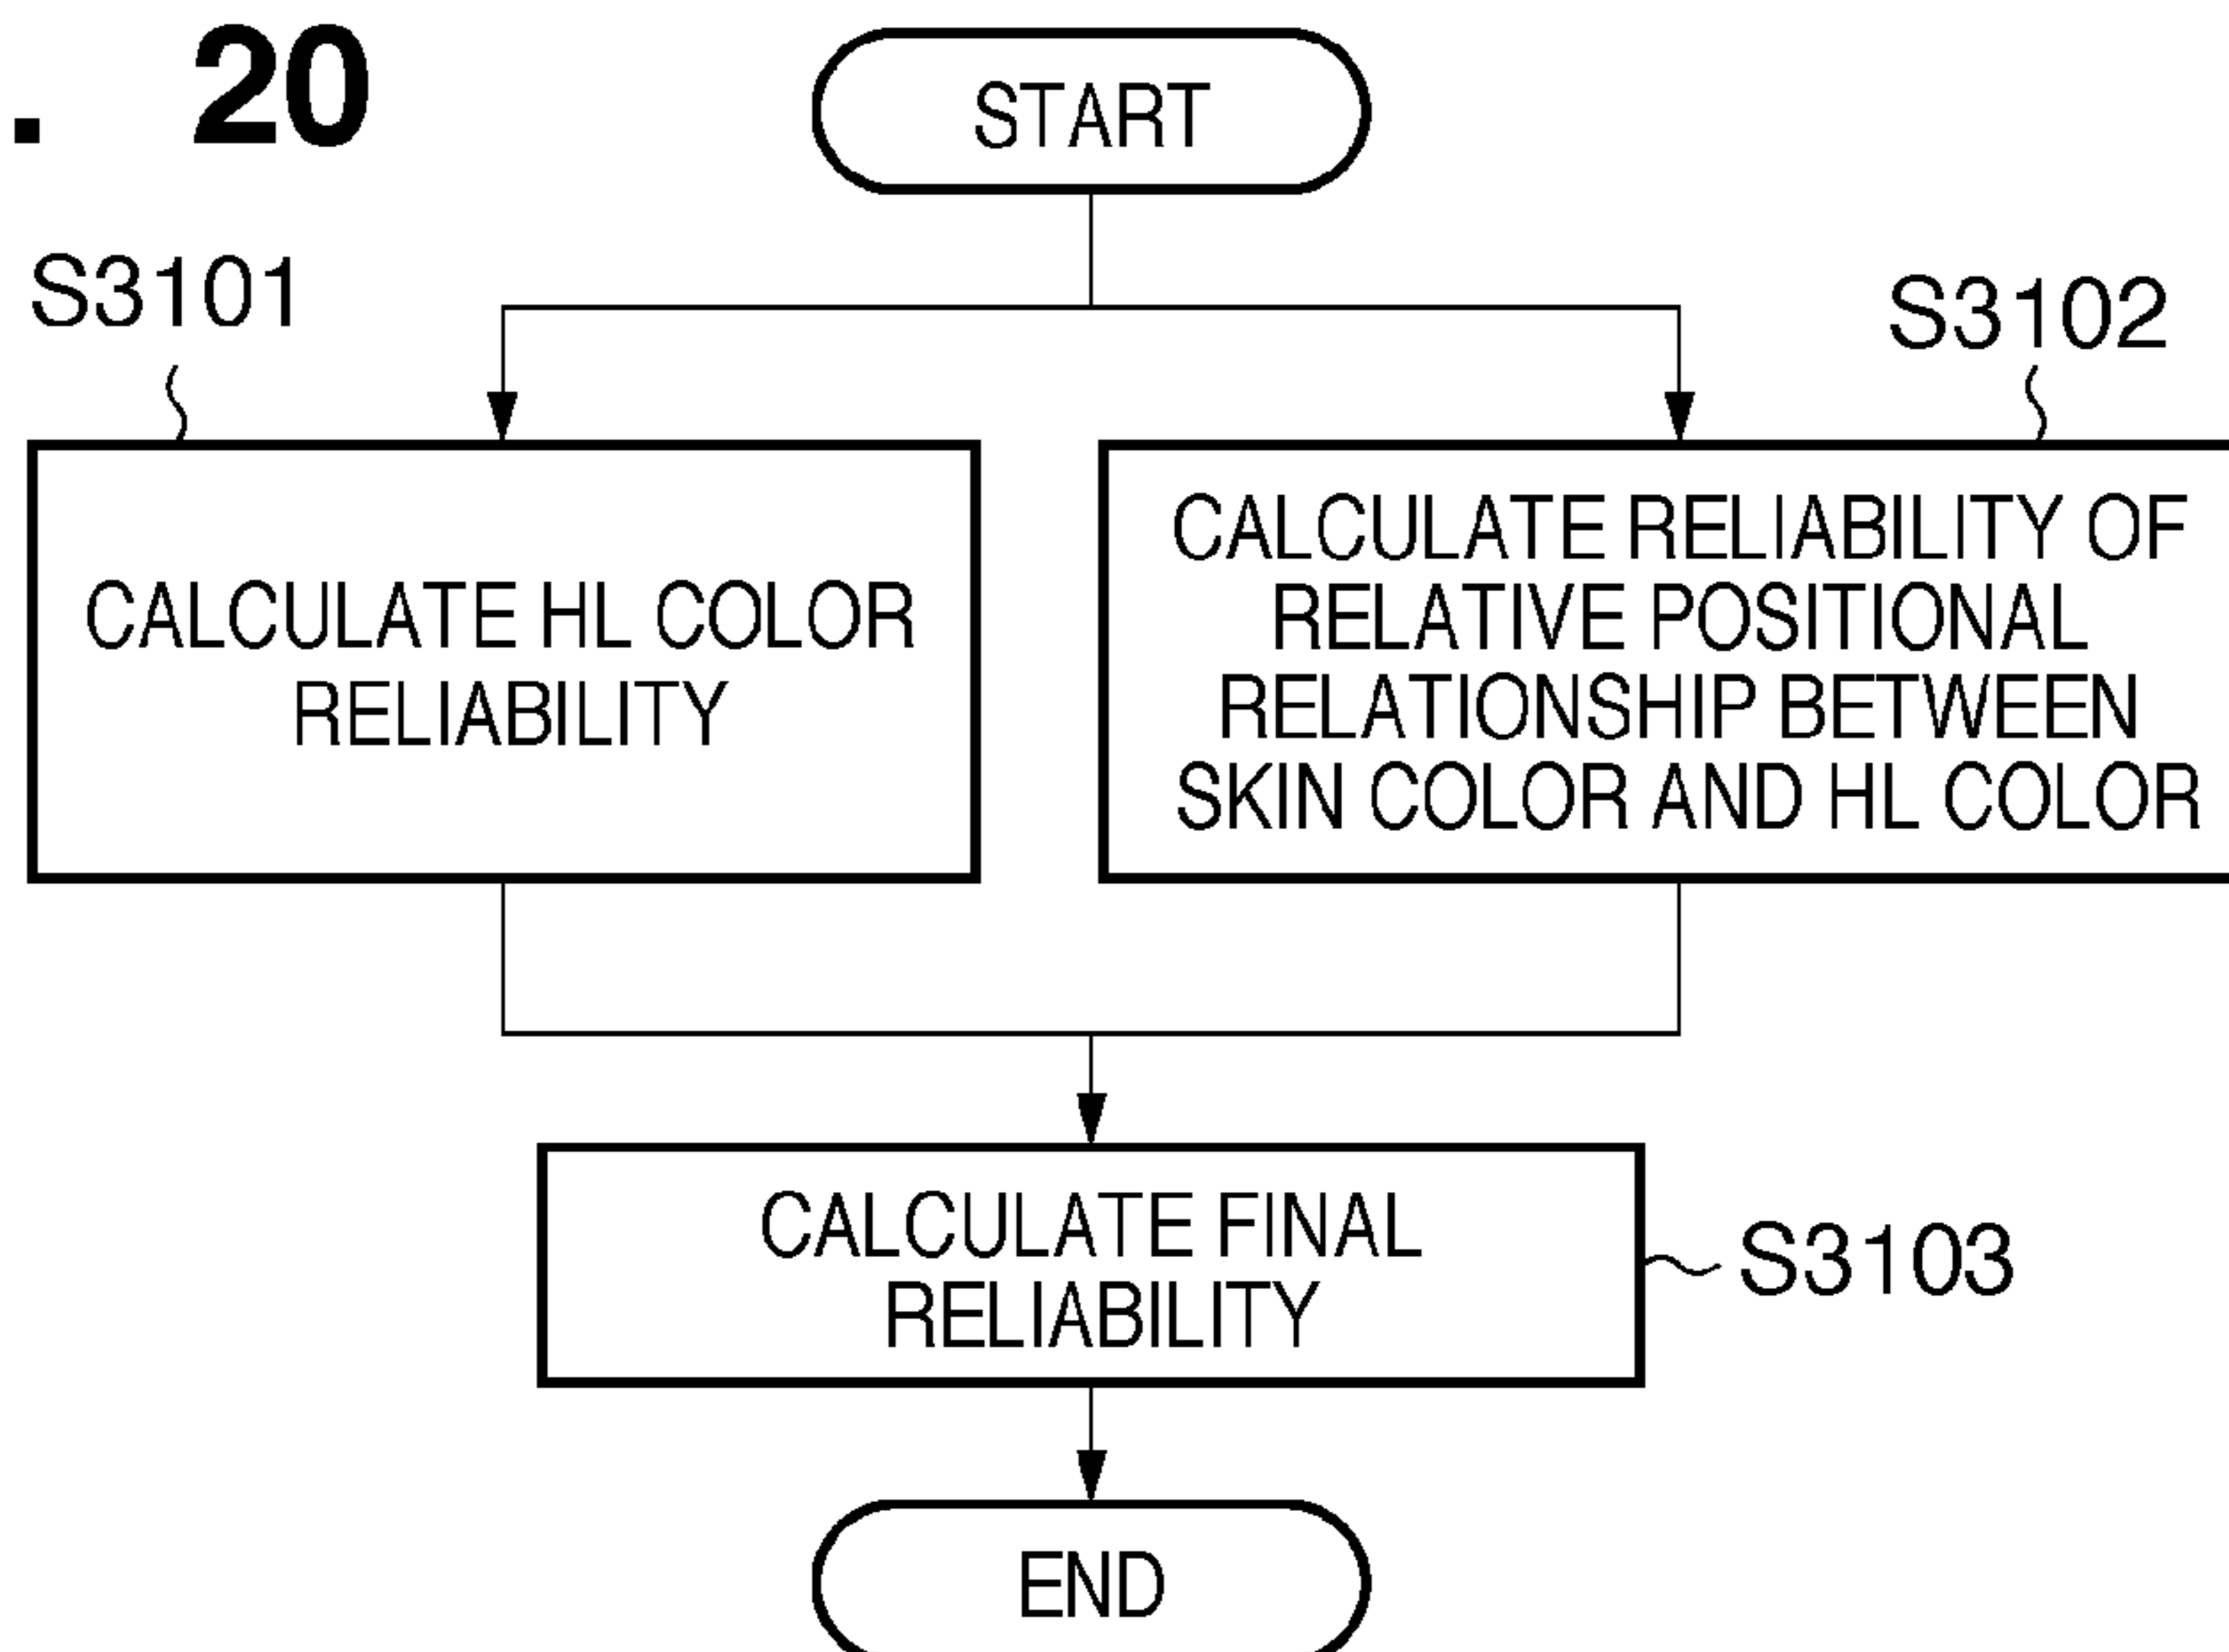 . 20
START
S3101
S3102
CALCULATE HL COLOR
RELIABILITY
CALCULATE RELIABILITY OF
RELATIVE POSITIONAL
RELATIONSHIP BETWEEN
SKIN COLOR AND HL COLOR
CALCULATE FINAL
RELIABILITY
S3103
END